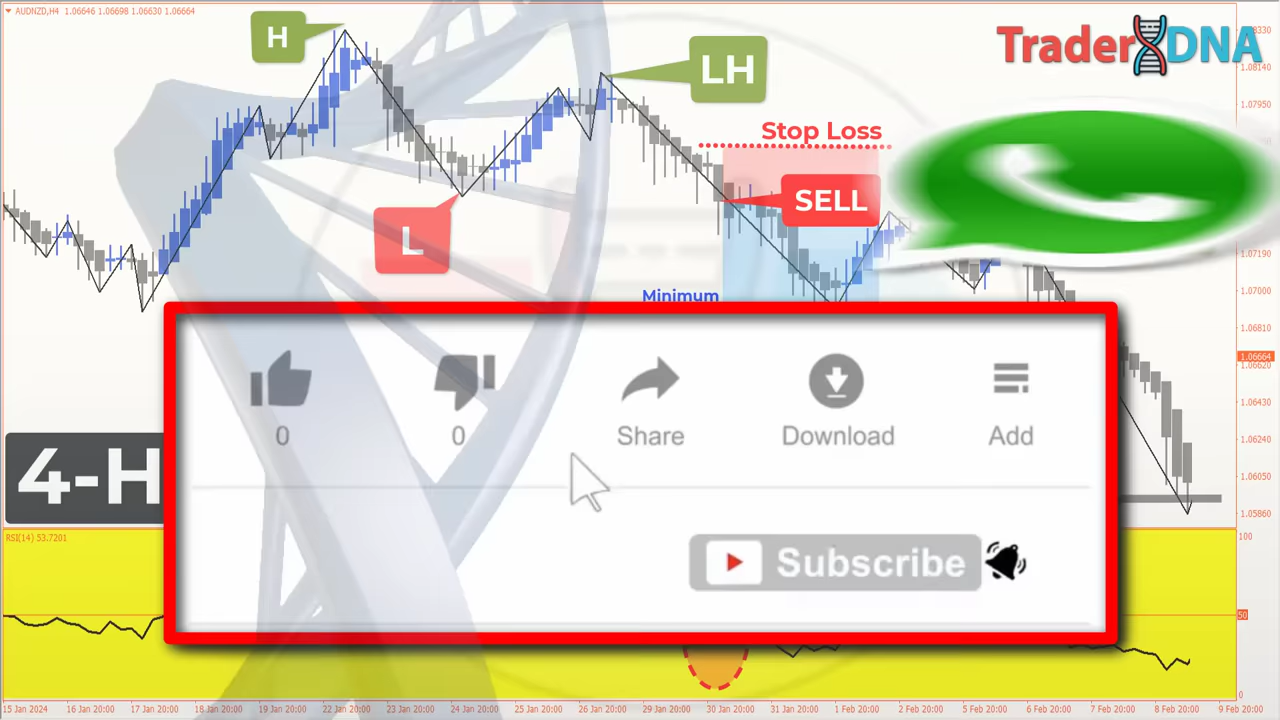 AUDNZD,H4 1.06646 1.06698 1.06630 1.06664
H
LH
TraderDNA
Stop Loss
SELL
L
Minimum
1.08330
1.08140
1.07950
1.07190
1.07000
1.06810
1.06664
1.06620
1.06430
1.06240
1.06050
1.05860
0
0
Share
Download
Add
4-H
Subscribe
RSI(14) 53.7201
100
50
0
15 Jan 2024
16 Jan 20:00
17 Jan 20:00
18 Jan 20:00
19 Jan 20:00
22 Jan 20:00
23 Jan 20:00
24 Jan 20:00
25 Jan 20:00
26 Jan 20:00
29 Jan 20:00
30 Jan 20:00
31 Jan 20:00
1 Feb 20:00
2 Feb 20:00
5 Feb 20:00
6 Feb 20:00
7 Feb 20:00
8 Feb 20:00
9 Feb 20:00